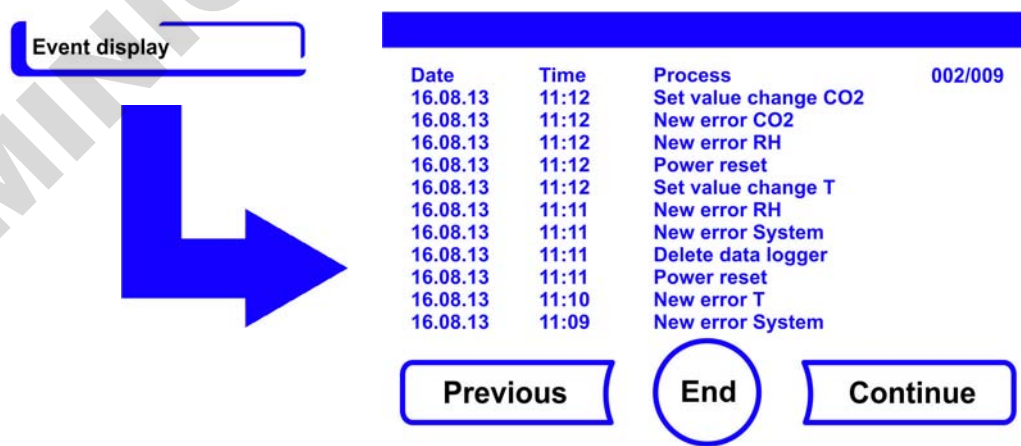 Event display
Date Time Process 002/009
16.08.13 11:12 Set value change CO2
16.08.13 11:12 New error CO2
16.08.13 11:12 New error RH
16.08.13 11:12 Power reset
16.08.13 11:12 Set value change T
16.08.13 11:11 New error RH
16.08.13 11:11 New error System
16.08.13 11:11 Delete data logger
16.08.13 11:11 Power reset
16.08.13 11:10 New error T
16.08.13 11:09 New error System
Previous End Continue